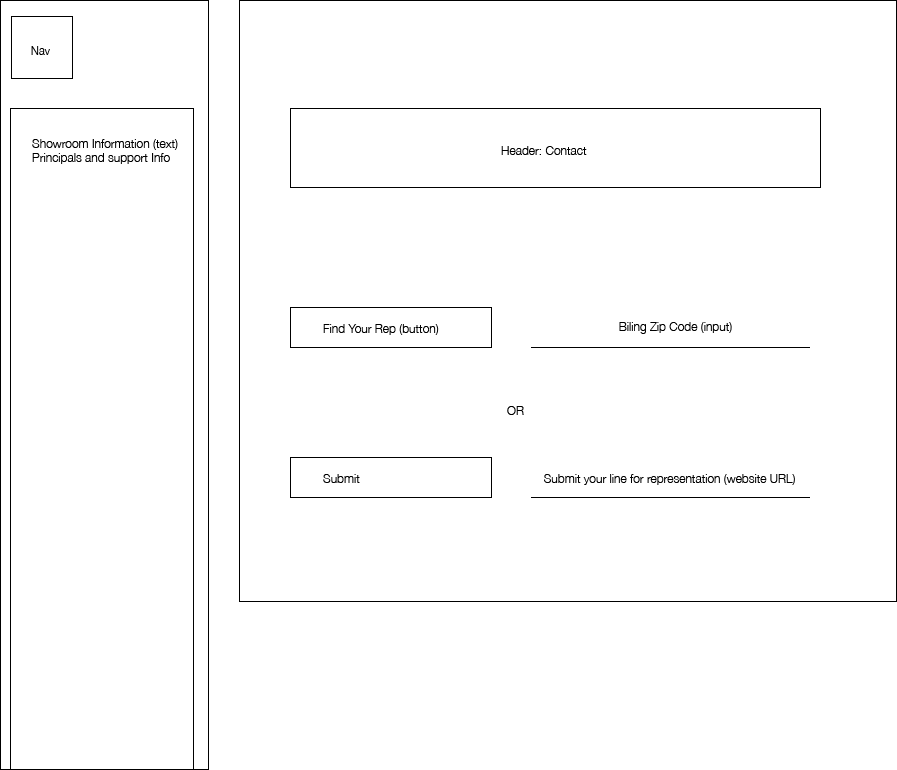 Nav
Showroom Information (text)
Principals and support Info
Header: Contact
Find Your Rep (button)
Biling Zip Code (input)
OR
Submit
Submit your line for representation (website URL)